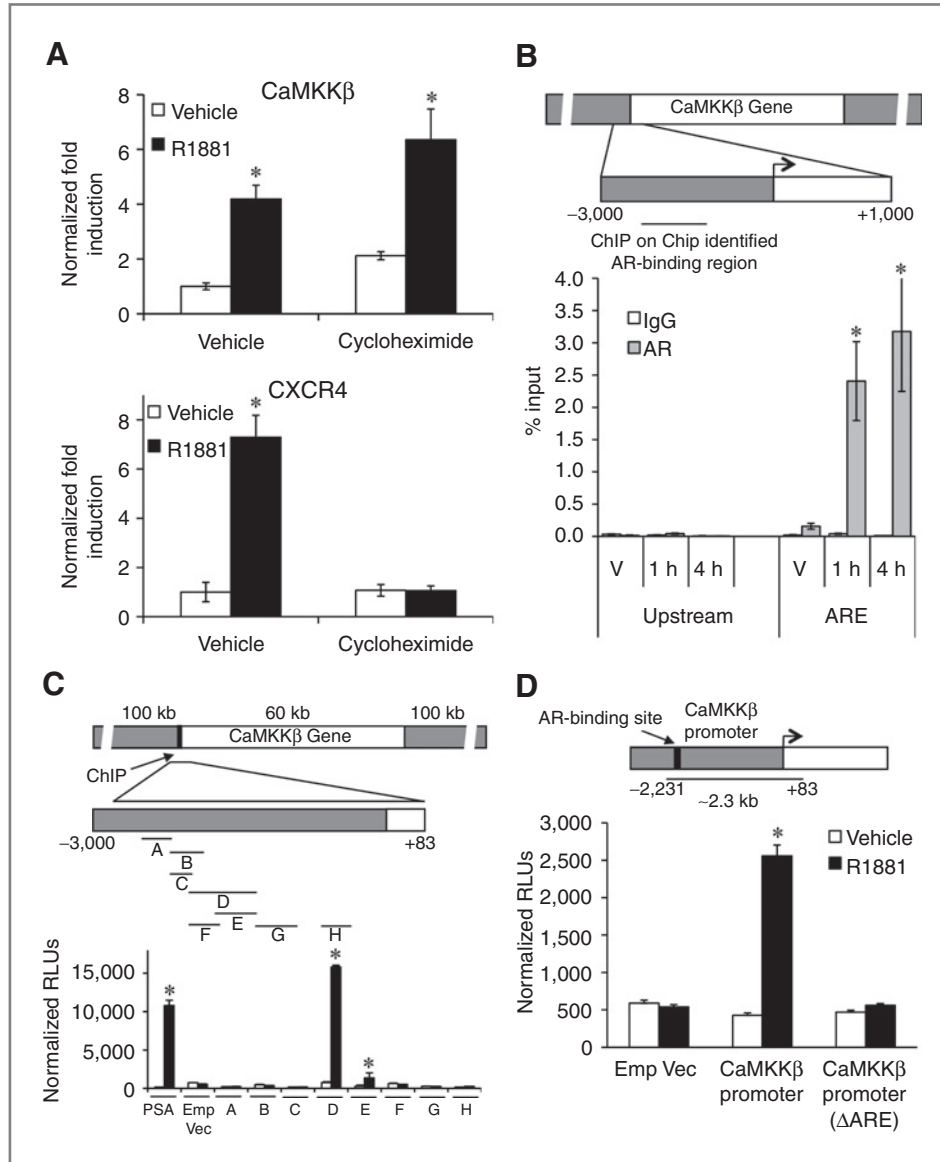 A
CaMKKβ
Normalized fold
induction
8
6
4
2
0
Vehicle
R1881
*
*
Vehicle
Cycloheximide
CXCR4
Normalized fold
induction
8
6
4
2
0
Vehicle
R1881
*
Vehicle
Cycloheximide
B
CaMKKβ Gene
−3,000
+1,000
ChIP on Chip identified
AR-binding region
% input
4.0
3.5
3.0
2.5
2.0
1.5
1.0
0.5
0.0
IgG
AR
*
*
V 1 h 4 h V 1 h 4 h
Upstream ARE
C
100 kb 60 kb 100 kb
CaMKKβ Gene
ChIP
−3,000
+83
A
B
C
D
E
F G H
Normalized RLUs
15,000
10,000
5,000
0
*
*
*
PSA Emp A B C D E F G H
Vec
D
AR-binding site
CaMKKβ
promoter
−2,231
+83
~2.3 kb
Normalized RLUs
3,000
2,500
2,000
1,500
1,000
500
0
Vehicle
R1881
*
Emp Vec CaMKKβ CaMKKβ
promoter promoter
(ΔARE)